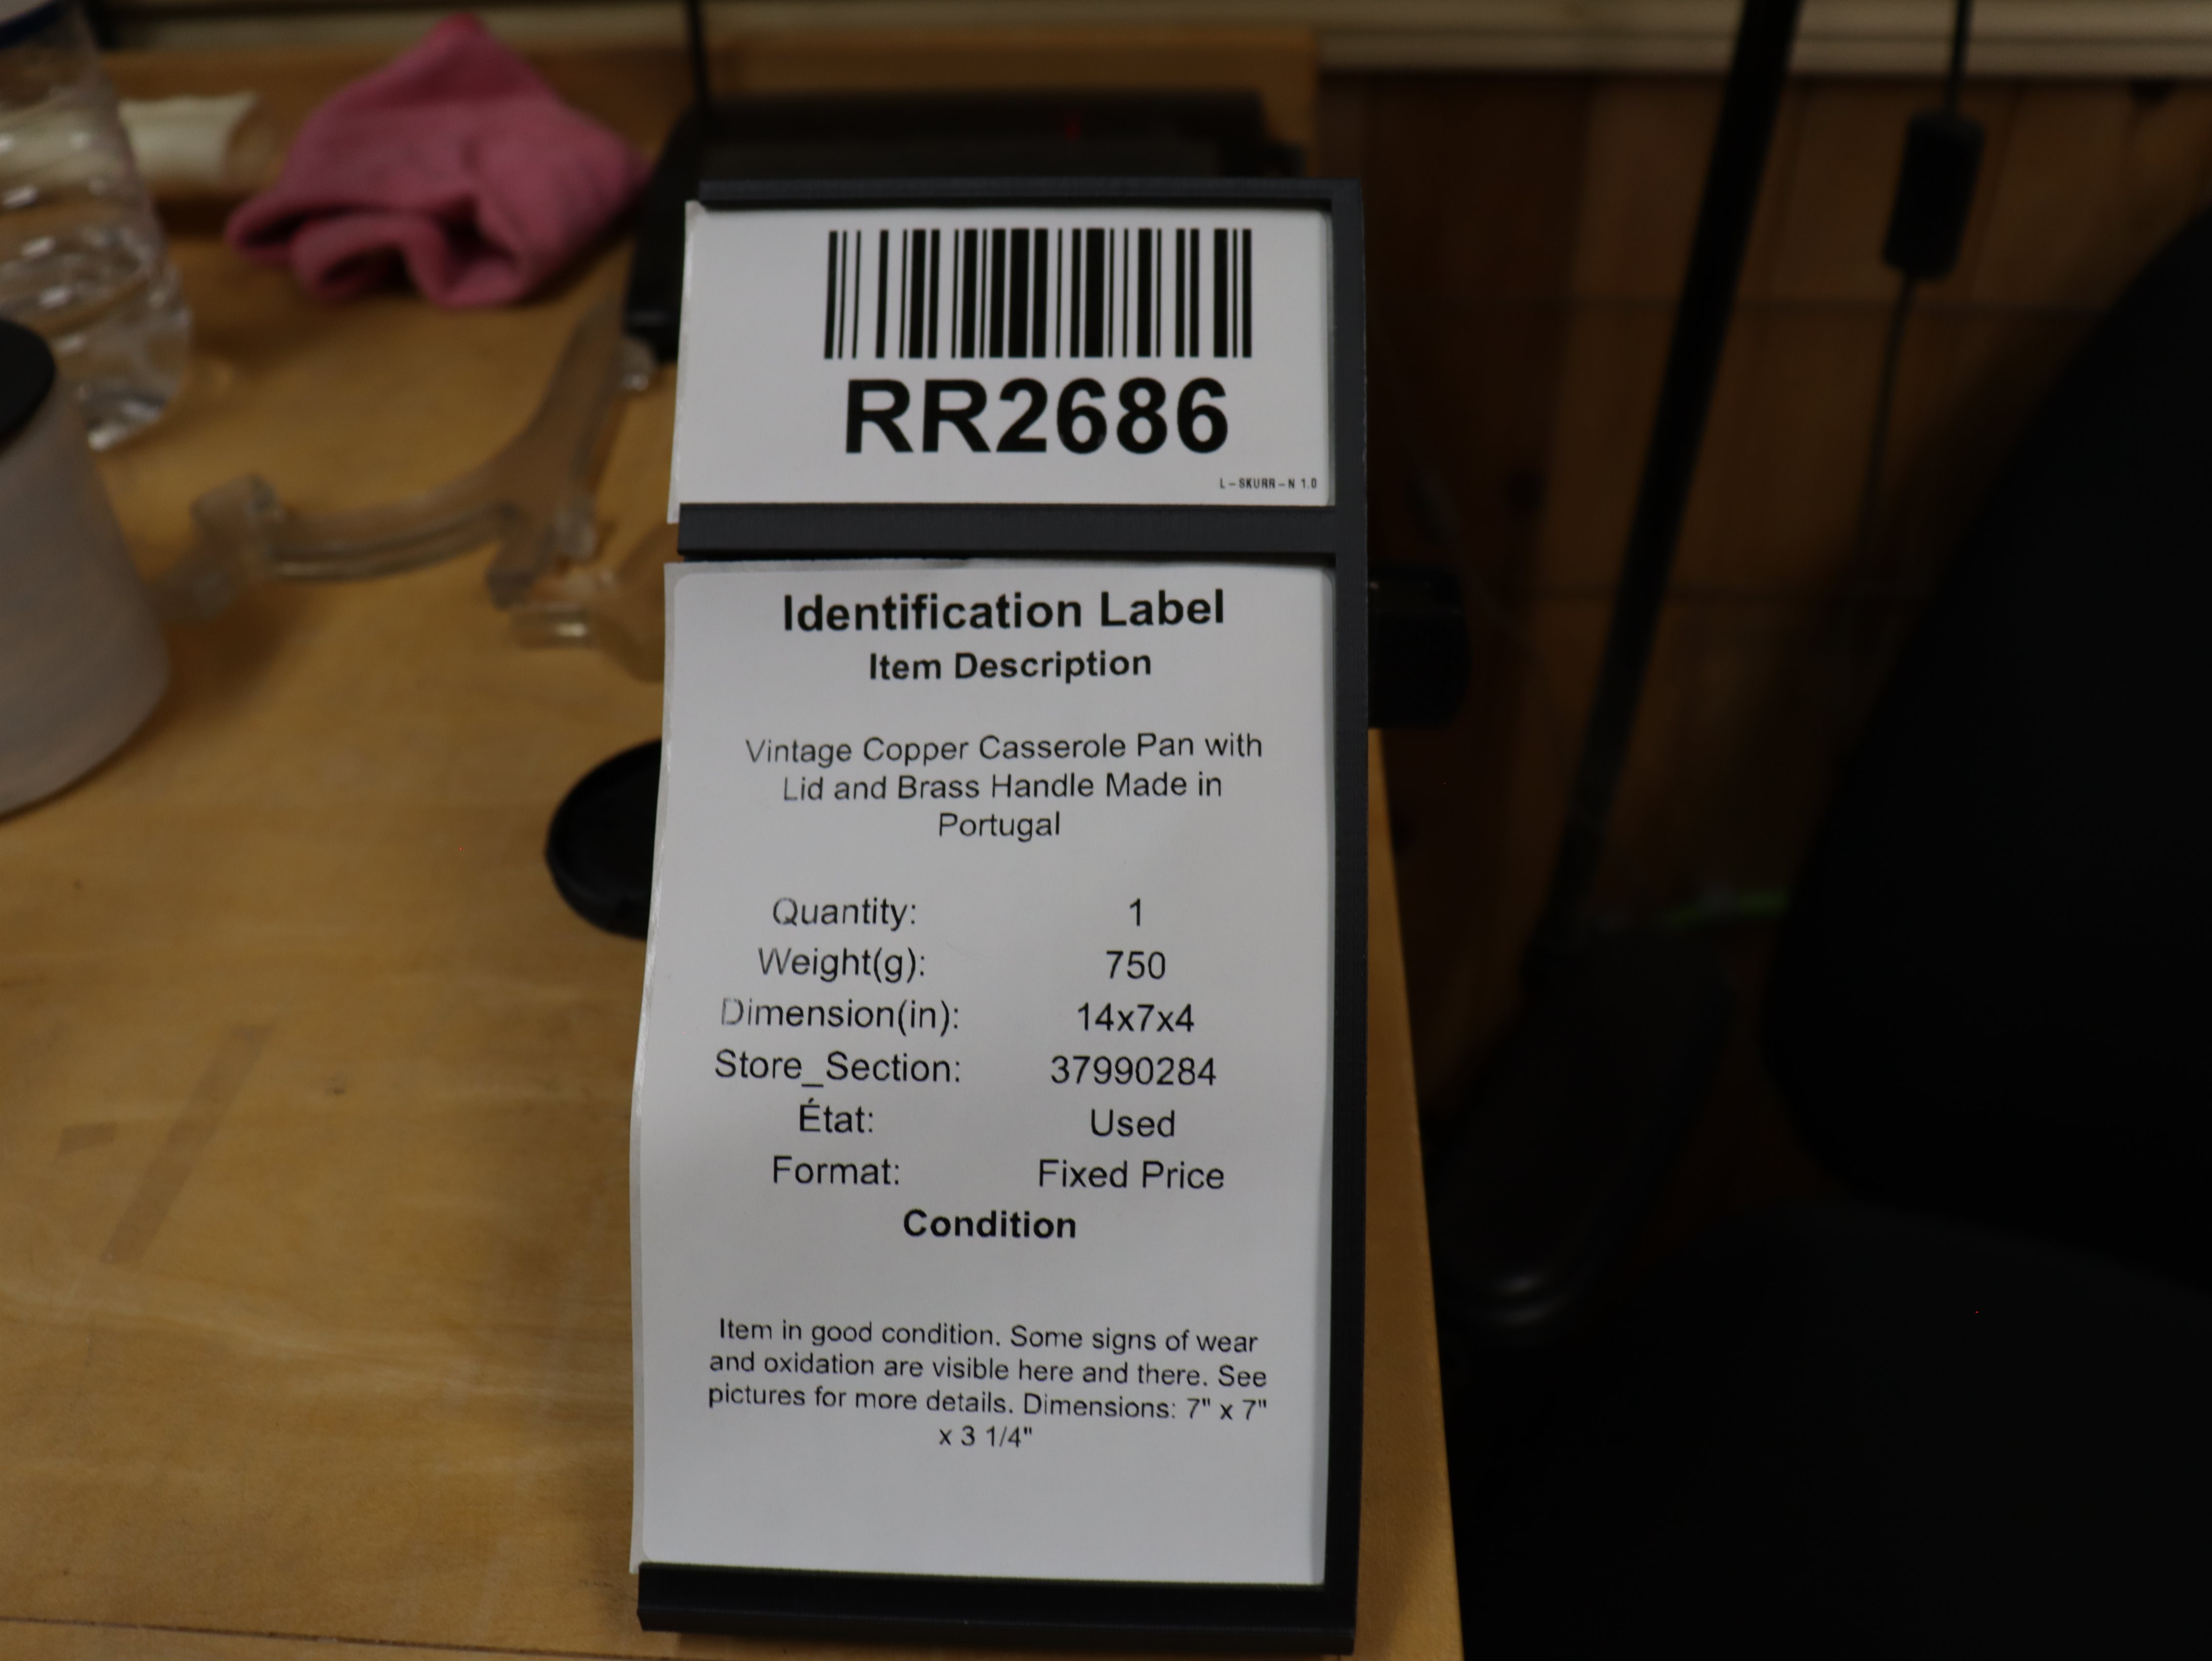 RR2686
L-SKURR-N 1.0
Identification Label
Item Description
Vintage Copper Casserole Pan with
Lid and Brass Handle Made in
Portugal
Quantity: 1
Weight(g): 750
Dimension(in): 14x7x4
Store_Section: 37990284
État: Used
Format: Fixed Price
Condition
Item in good condition. Some signs of wear
and oxidation are visible here and there. See
pictures for more details. Dimensions: 7" x 7"
x 3 1/4"